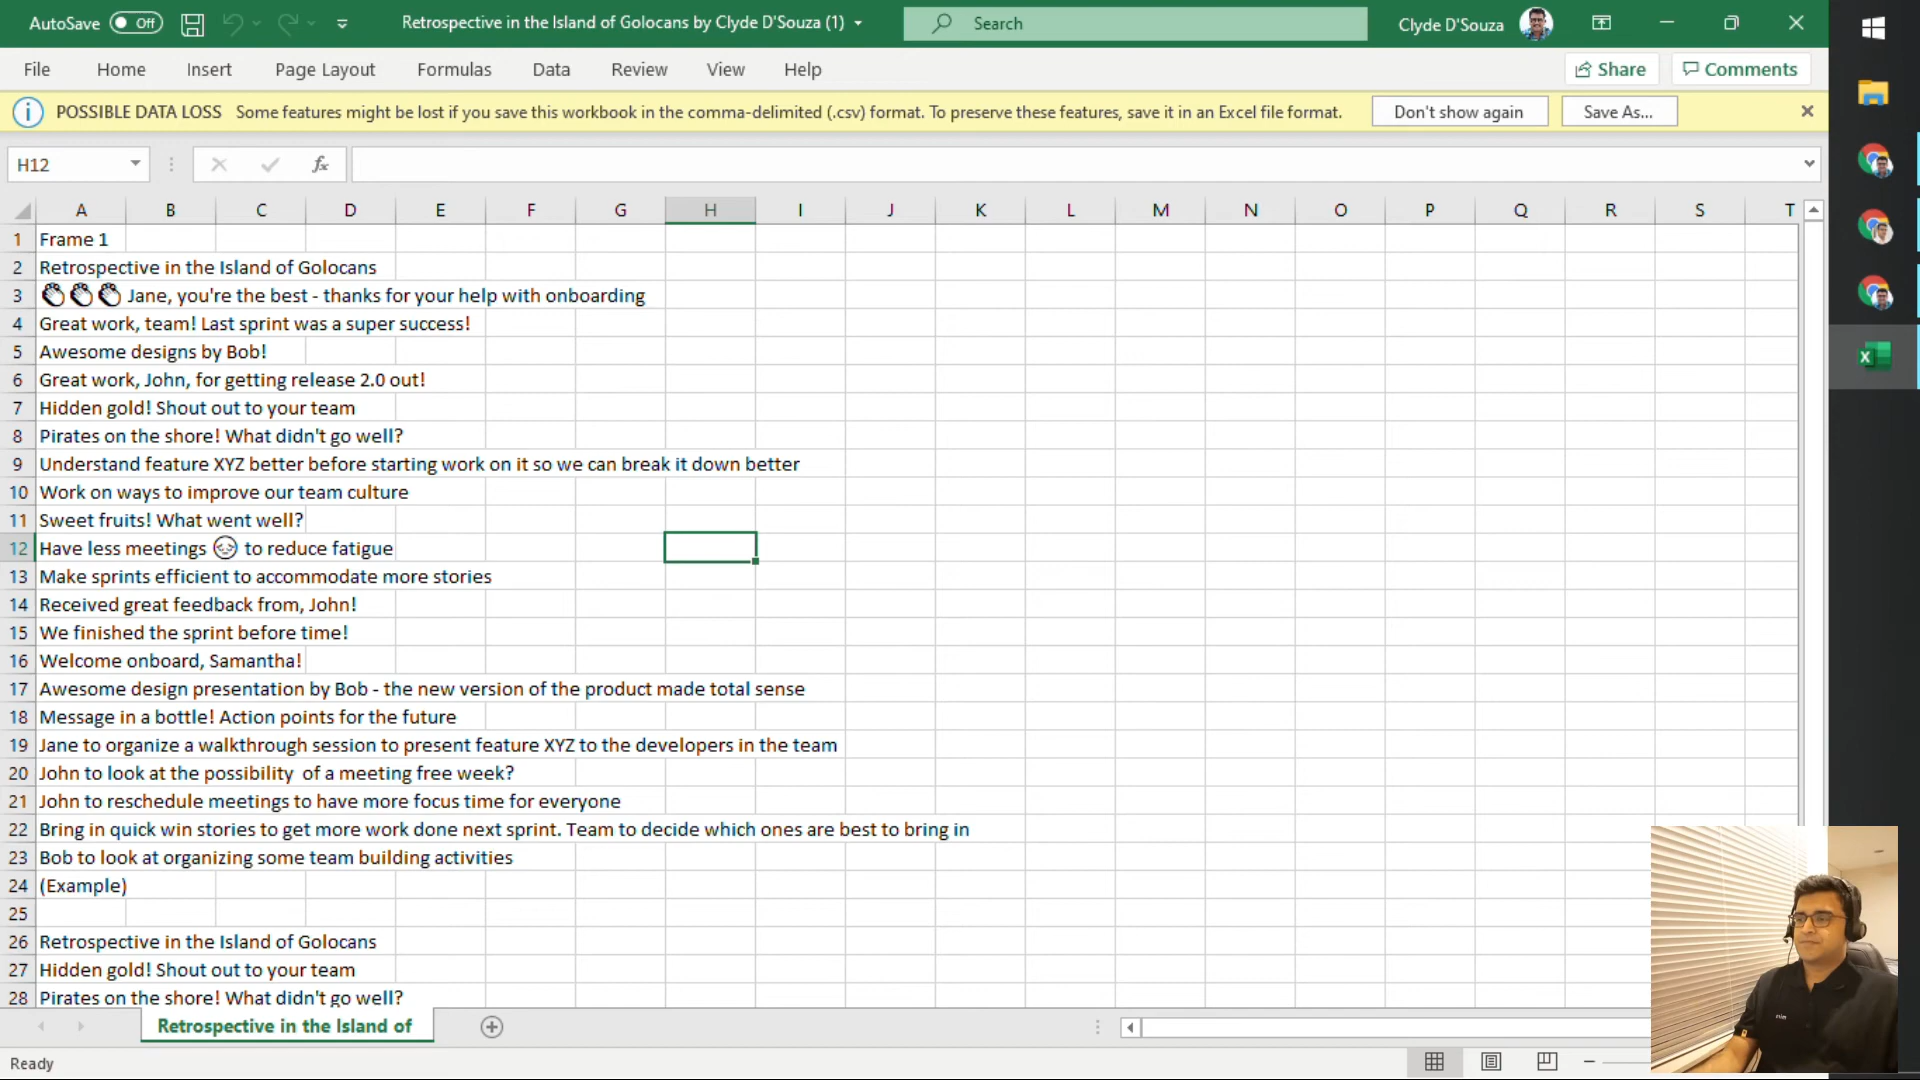 AutoSave Off
Retrospective in the Island of Golocans by Clyde D'Souza (1)
Search
Clyde D'Souza
File Home Insert Page Layout Formulas Data Review View Help
Share Comments
POSSIBLE DATA LOSS Some features might be lost if you save this workbook in the comma-delimited (.csv) format. To preserve these features, save it in an Excel file format.
Don't show again
Save As...
H12
fx
A B C D E F G H I J K L M N O P Q R S T
1 Frame 1
2 Retrospective in the Island of Golocans
3 👏👏👏 Jane, you're the best - thanks for your help with onboarding
4 Great work, team! Last sprint was a super success!
5 Awesome designs by Bob!
6 Great work, John, for getting release 2.0 out!
7 Hidden gold! Shout out to your team
8 Pirates on the shore! What didn't go well?
9 Understand feature XYZ better before starting work on it so we can break it down better
10 Work on ways to improve our team culture
11 Sweet fruits! What went well?
12 Have less meetings 😔 to reduce fatigue
13 Make sprints efficient to accommodate more stories
14 Received great feedback from, John!
15 We finished the sprint before time!
16 Welcome onboard, Samantha!
17 Awesome design presentation by Bob - the new version of the product made total sense
18 Message in a bottle! Action points for the future
19 Jane to organize a walkthrough session to present feature XYZ to the developers in the team
20 John to look at the possibility  of a meeting free week?
21 John to reschedule meetings to have more focus time for everyone
22 Bring in quick win stories to get more work done next sprint. Team to decide which ones are best to bring in
23 Bob to look at organizing some team building activities
24 (Example)
25
26 Retrospective in the Island of Golocans
27 Hidden gold! Shout out to your team
28 Pirates on the shore! What didn't go well?
Retrospective in the Island of
Ready